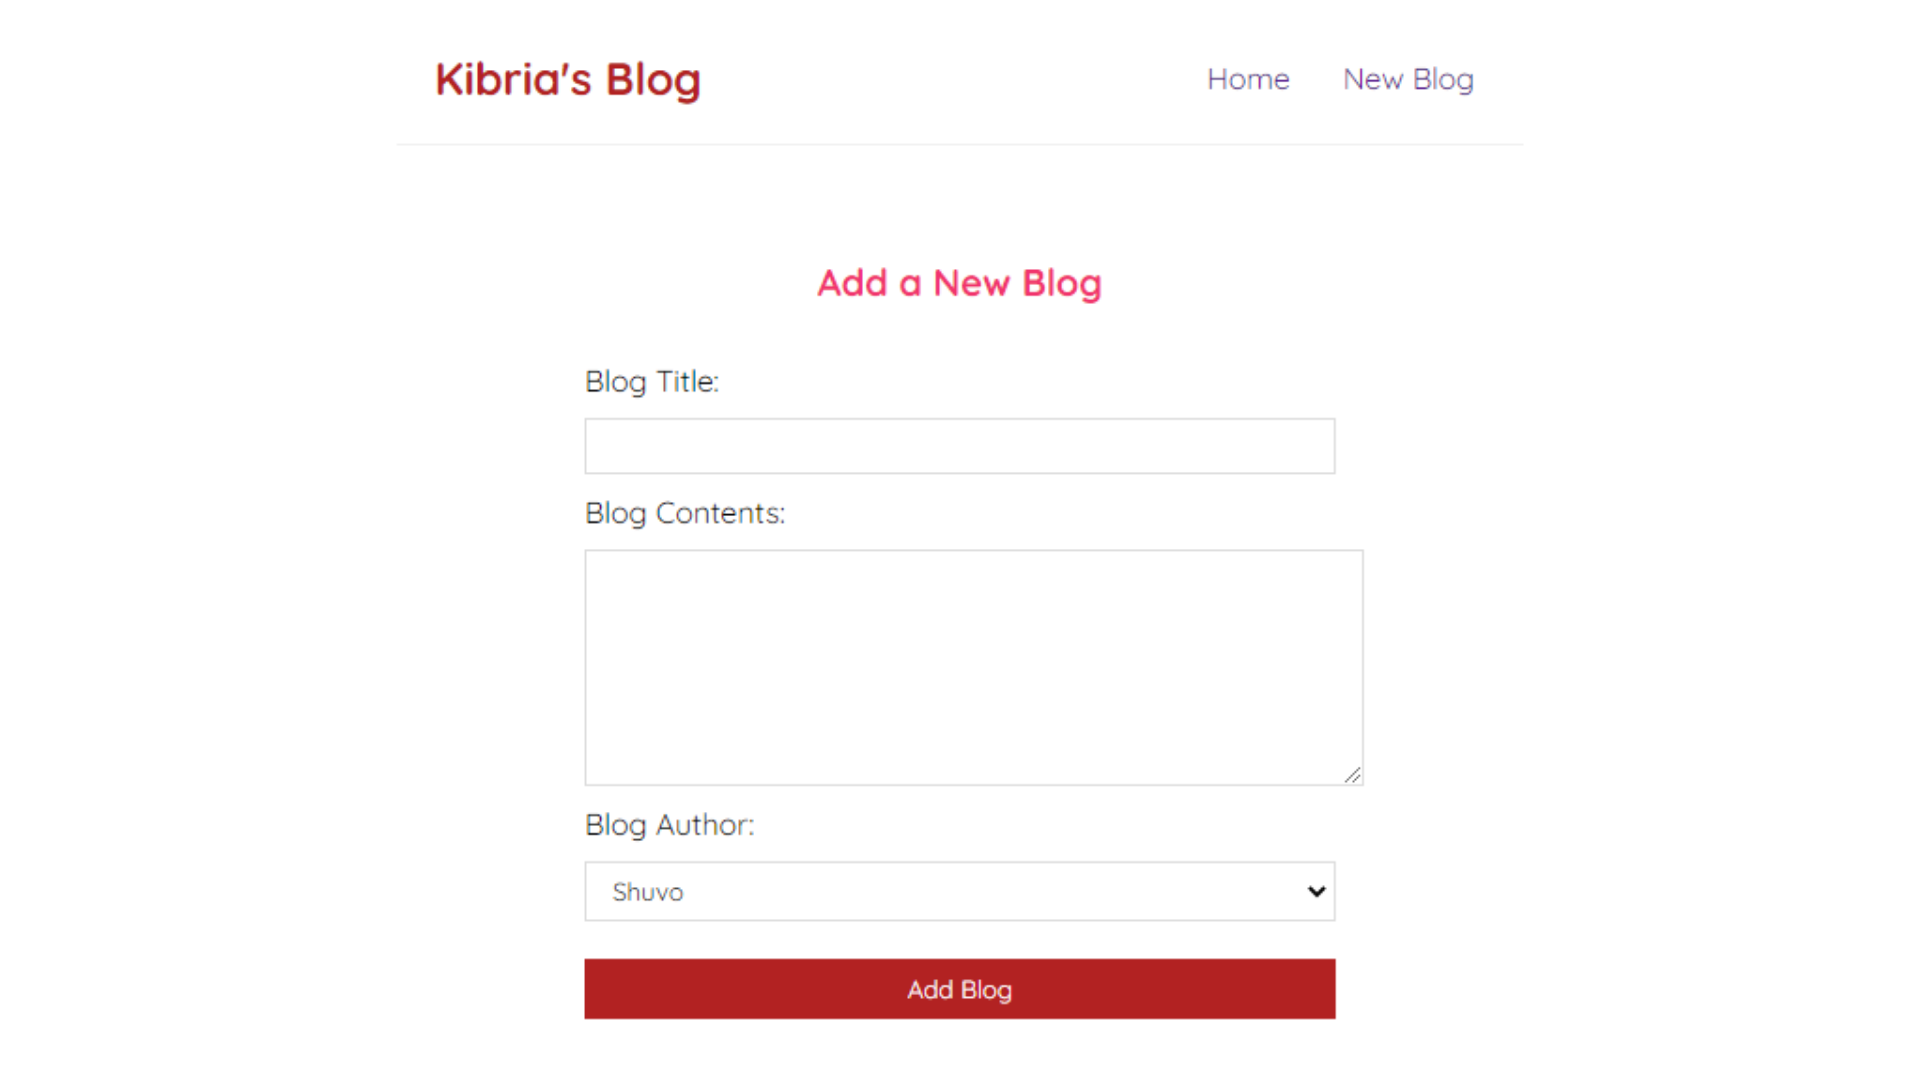 Kibria's Blog
Home
New Blog
Add a New Blog
Blog Title:
Blog Contents:
Blog Author:
Shuvo
Add Blog